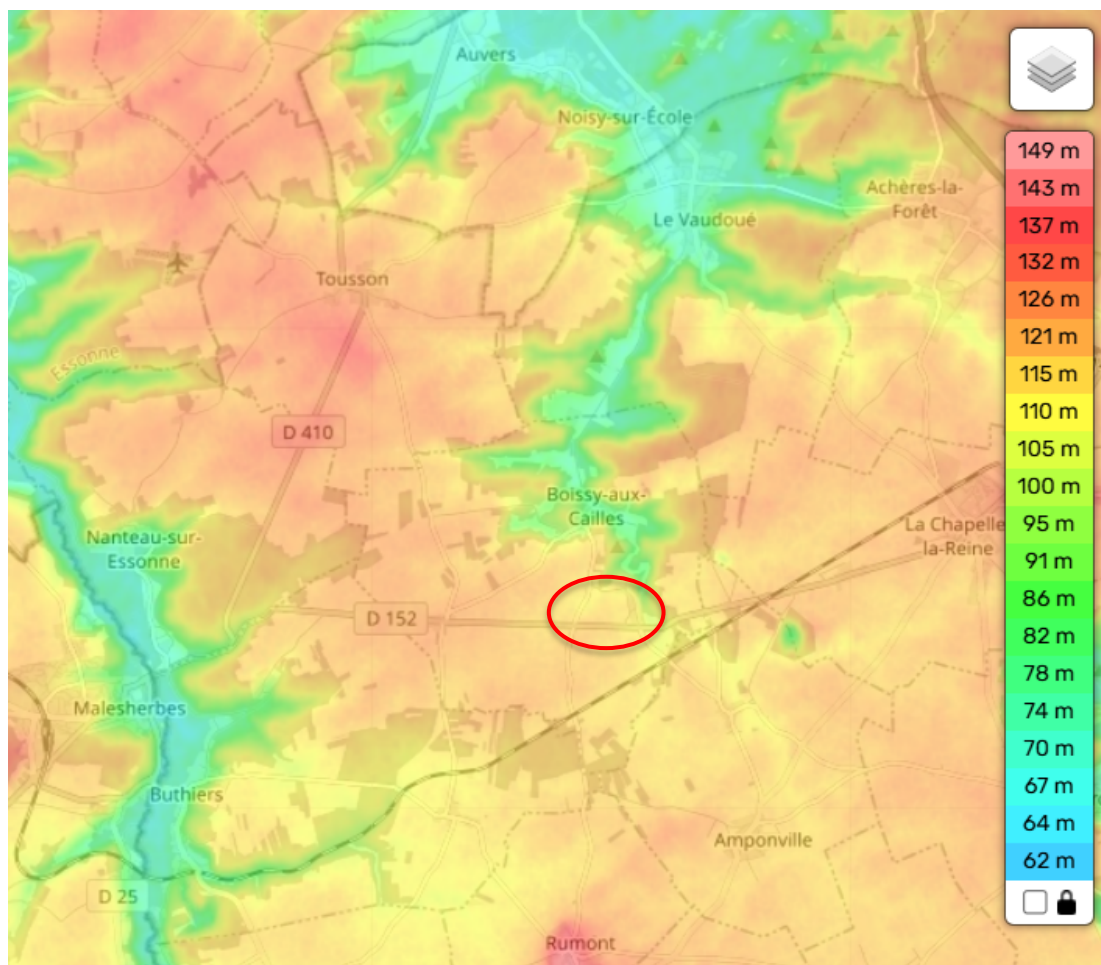 Auvers
Noisy-sur-École
Achères-la-
Forêt
Le Vaudoué
Tousson
Essonne
D 410
Boissy-aux-
Cailles
La Chapelle
la-Reine
Nanteau-sur-
Essonne
D 152
Malesherbes
Buthiers
Amponville
D 25
Rumont
149 m
143 m
137 m
132 m
126 m
121 m
115 m
110 m
105 m
100 m
95 m
91 m
86 m
82 m
78 m
74 m
70 m
67 m
64 m
62 m